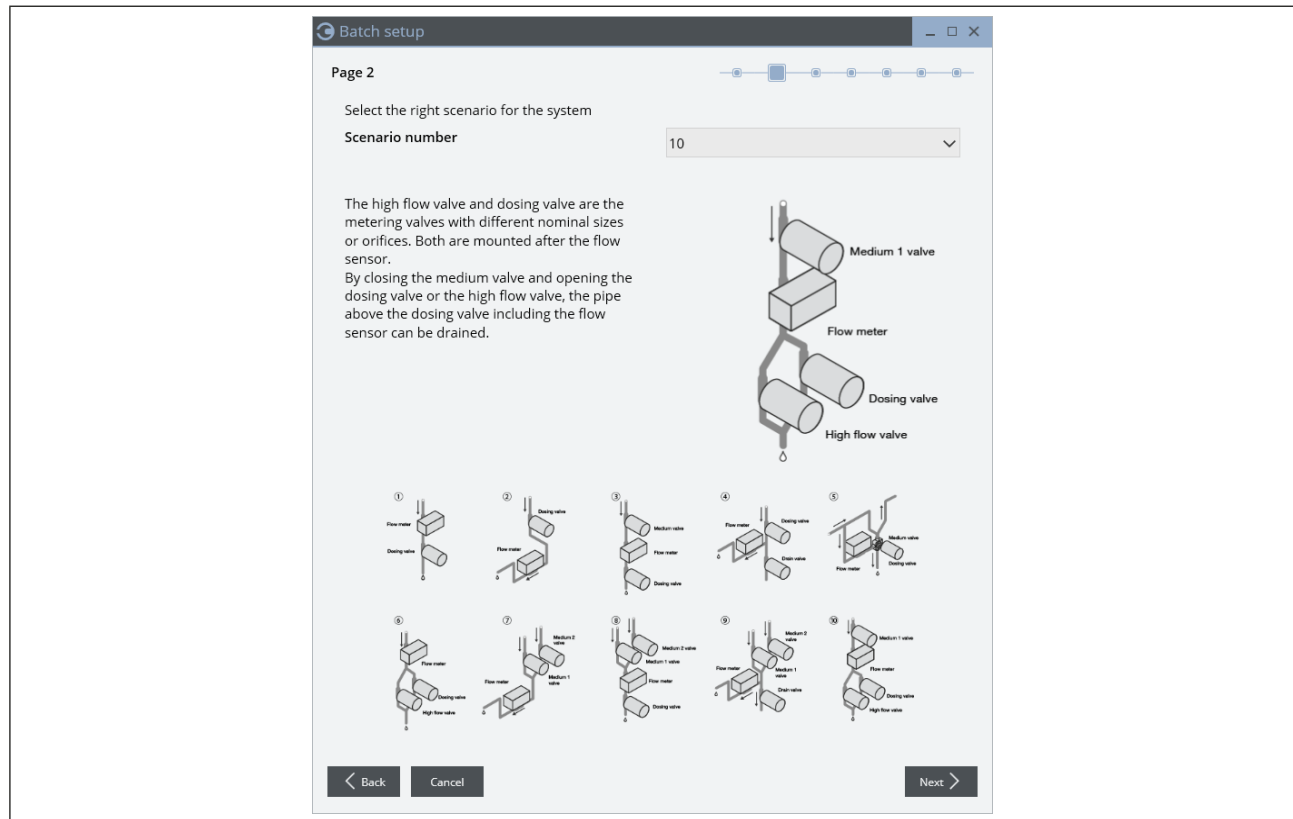 Batch setup
Page 2
Select the right scenario for the system
Scenario number
10
The high flow valve and dosing valve are the
metering valves with different nominal sizes
or orifices. Both are mounted after the flow
sensor.
By closing the medium valve and opening the
dosing valve or the high flow valve, the pipe
above the dosing valve including the flow
sensor can be drained.
Medium 1 valve
Flow meter
Dosing valve
High flow valve
①
Flow meter
Dosing valve
②
Dosing valve
Flow meter
③
Medium valve
Flow meter
Dosing valve
④
Flow meter
Dosing valve
Drain valve
⑤
Medium valve
Flow meter
Dosing valve
⑥
Flow meter
Dosing valve
High flow valve
⑦
Medium 2
valve
Flow meter
Medium 1
valve
⑧
Medium 2 valve
Medium 1 valve
Flow meter
Dosing valve
⑨
Medium 2
valve
Flow meter
Medium 1
valve
Drain valve
⑩
Medium 1 valve
Flow meter
Dosing valve
High flow valve
Back
Cancel
Next